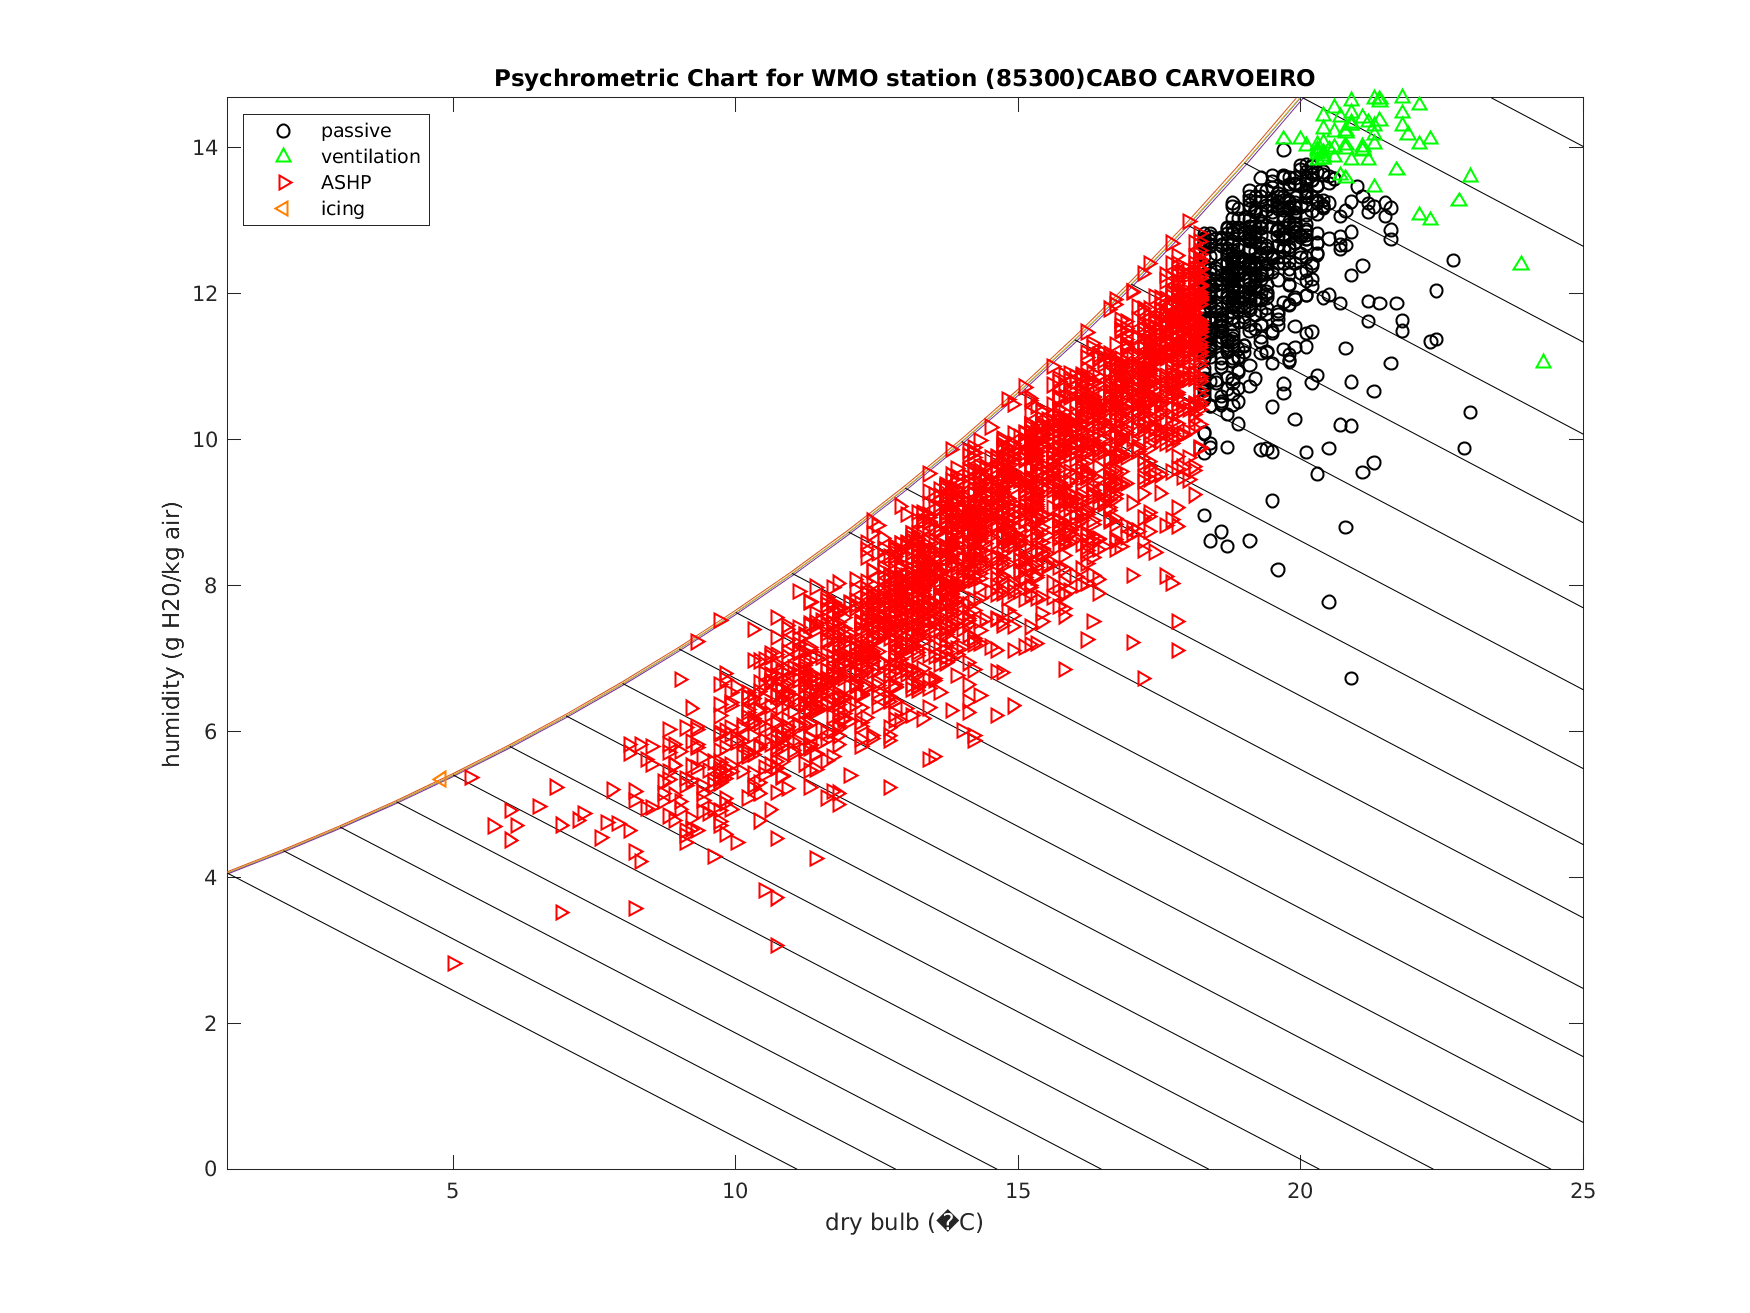 Psychrometric Chart for WMO station (85300)CABO CARVOEIRO
passive
ventilation
ASHP
icing
humidity (g H20/kg air)
14
12
10
8
6
4
2
0
5
10
15
20
25
dry bulb (�C)